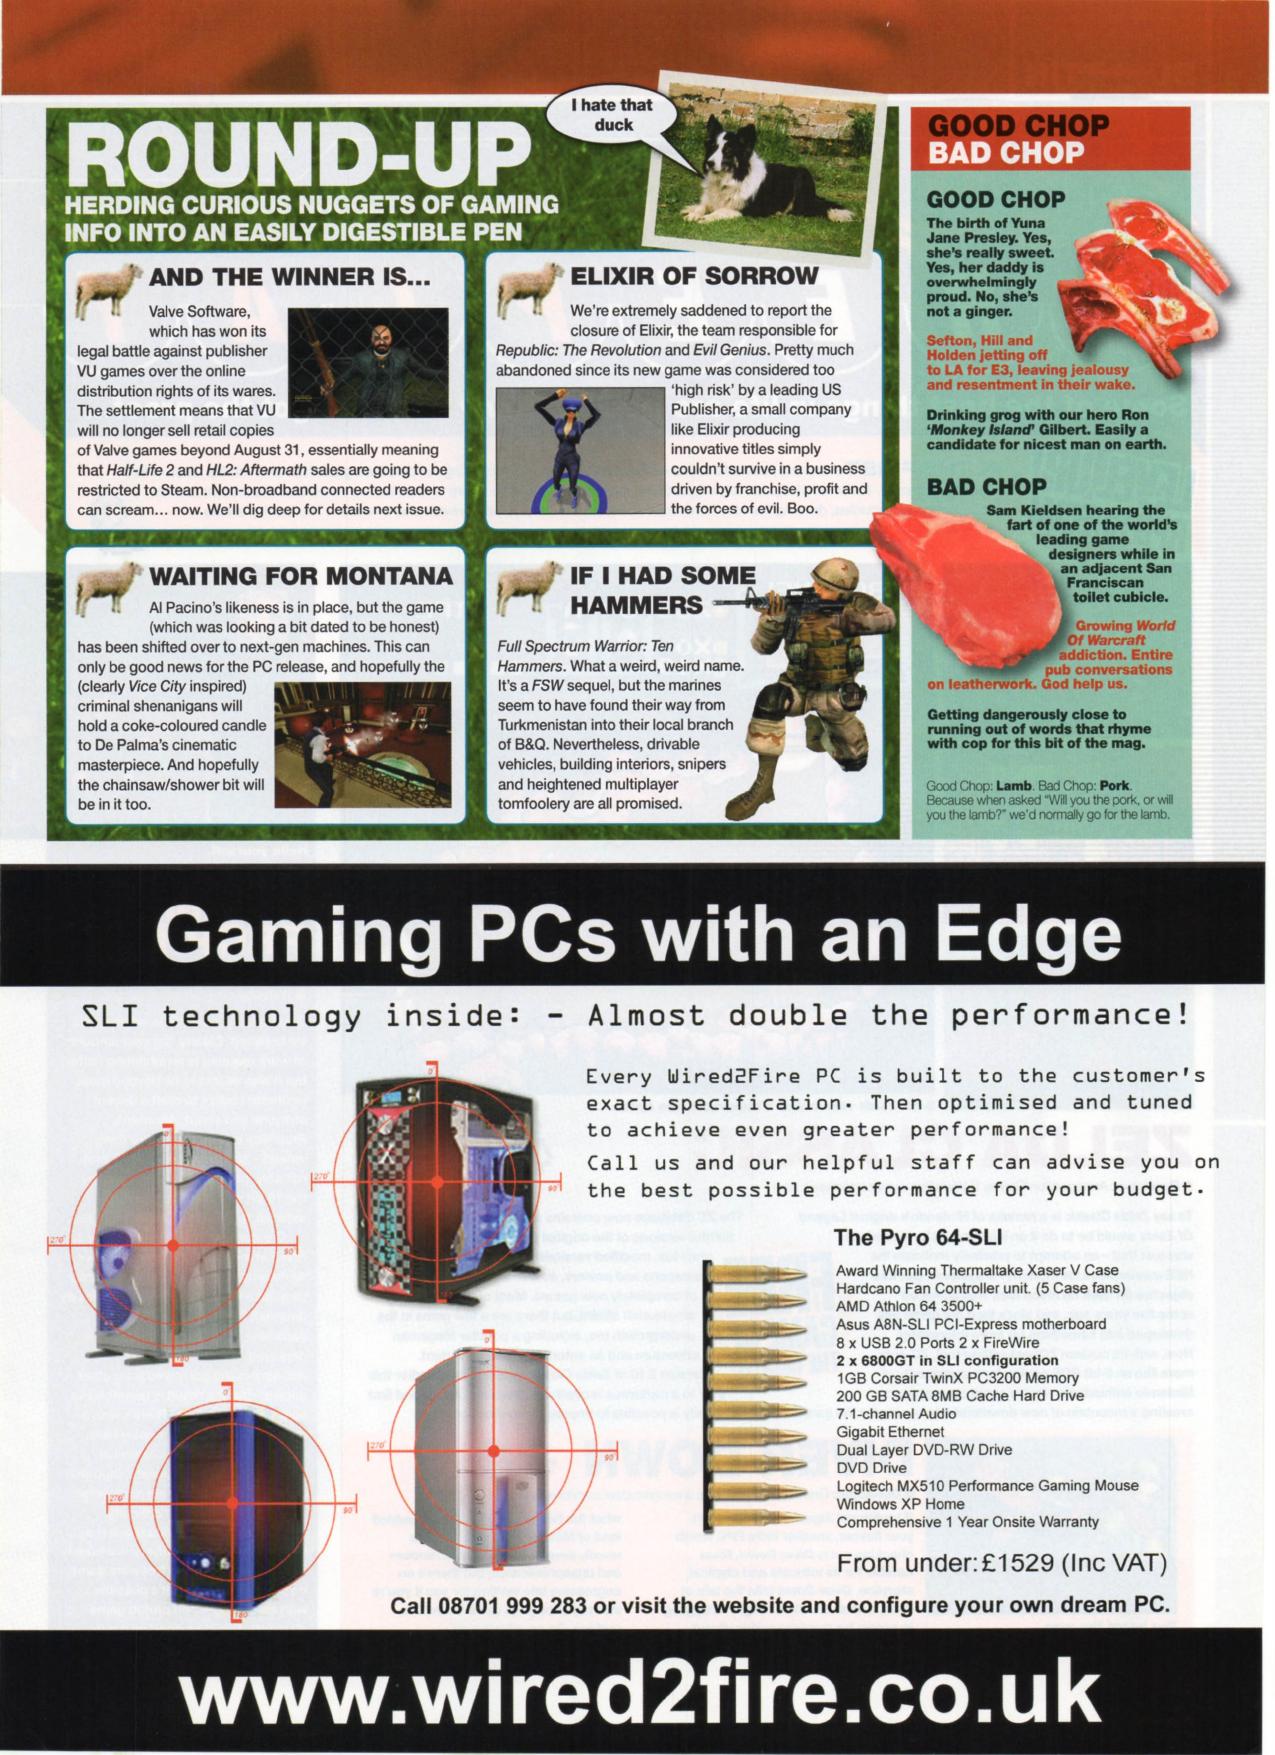 I hate that
duck
ROUND-UP
HERDING CURIOUS NUGGETS OF GAMING
INFO INTO AN EASILY DIGESTIBLE PEN
AND THE WINNER IS...
Valve Software,
which has won its
legal battle against publisher
VU games over the online
distribution rights of its wares.
The settlement means that VU
will no longer sell retail copies
of Valve games beyond August 31, essentially meaning
that Half-Life 2 and HL2: Aftermath sales are going to be
restricted to Steam. Non-broadband connected readers
can scream... now. We'll dig deep for details next issue.
ELIXIR OF SORROW
We're extremely saddened to report the
closure of Elixir, the team responsible for
Republic: The Revolution and Evil Genius. Pretty much
abandoned since its new game was considered too
'high risk' by a leading US
Publisher, a small company
like Elixir producing
innovative titles simply
couldn't survive in a business
driven by franchise, profit and
the forces of evil. Boo.
WAITING FOR MONTANA
Al Pacino's likeness is in place, but the game
(which was looking a bit dated to be honest)
has been shifted over to next-gen machines. This can
only be good news for the PC release, and hopefully the
(clearly Vice City inspired)
criminal shenanigans will
hold a coke-coloured candle
to De Palma's cinematic
masterpiece. And hopefully
the chainsaw/shower bit will
be in it too.
IF I HAD SOME
HAMMERS
Full Spectrum Warrior: Ten
Hammers. What a weird, weird name.
It's a FSW sequel, but the marines
seem to have found their way from
Turkmenistan into their local branch
of B&Q. Nevertheless, drivable
vehicles, building interiors, snipers
and heightened multiplayer
tomfoolery are all promised.
GOOD CHOP
BAD CHOP
GOOD CHOP
The birth of Yuna
Jane Presley. Yes,
she's really sweet.
Yes, her daddy is
overwhelmingly
proud. No, she's
not a ginger.
Sefton, Hill and
Holden jetting off
to LA for E3, leaving jealousy
and resentment in their wake.
Drinking grog with our hero Ron
'Monkey Island' Gilbert. Easily a
candidate for nicest man on earth.
BAD CHOP
Sam Kieldsen hearing the
fart of one of the world's
leading game
designers while in
an adjacent San
Franciscan
toilet cubicle.
Growing World
Of Warcraft
addiction. Entire
pub conversations
on leatherwork. God help us.
Getting dangerously close to
running out of words that rhyme
with cop for this bit of the mag.
Good Chop: Lamb. Bad Chop: Pork.
Because when asked "Will you the pork, or will
you the lamb?" we'd normally go for the lamb.
Gaming PCs with an Edge
SLI technology inside: - Almost double the performance!
Every Wired2Fire PC is built to the customer's
exact specification. Then optimised and tuned
to achieve even greater performance!
Call us and our helpful staff can advise you on
the best possible performance for your budget.
0°
270°
90°
180
0°
270°
90°
0°
270°
90°
180
0°
270°
90°
The Pyro 64-SLI
Award Winning Thermaltake Xaser V Case
Hardcano Fan Controller unit. (5 Case fans)
AMD Athlon 64 3500+
Asus A8N-SLI PCI-Express motherboard
8 x USB 2.0 Ports 2 x FireWire
2 x 6800GT in SLI configuration
1GB Corsair TwinX PC3200 Memory
200 GB SATA 8MB Cache Hard Drive
7.1-channel Audio
Gigabit Ethernet
Dual Layer DVD-RW Drive
DVD Drive
Logitech MX510 Performance Gaming Mouse
Windows XP Home
Comprehensive 1 Year Onsite Warranty
From under: £1529 (Inc VAT)
Call 08701 999 283 or visit the website and configure your own dream PC.
www.wired2fire.co.uk